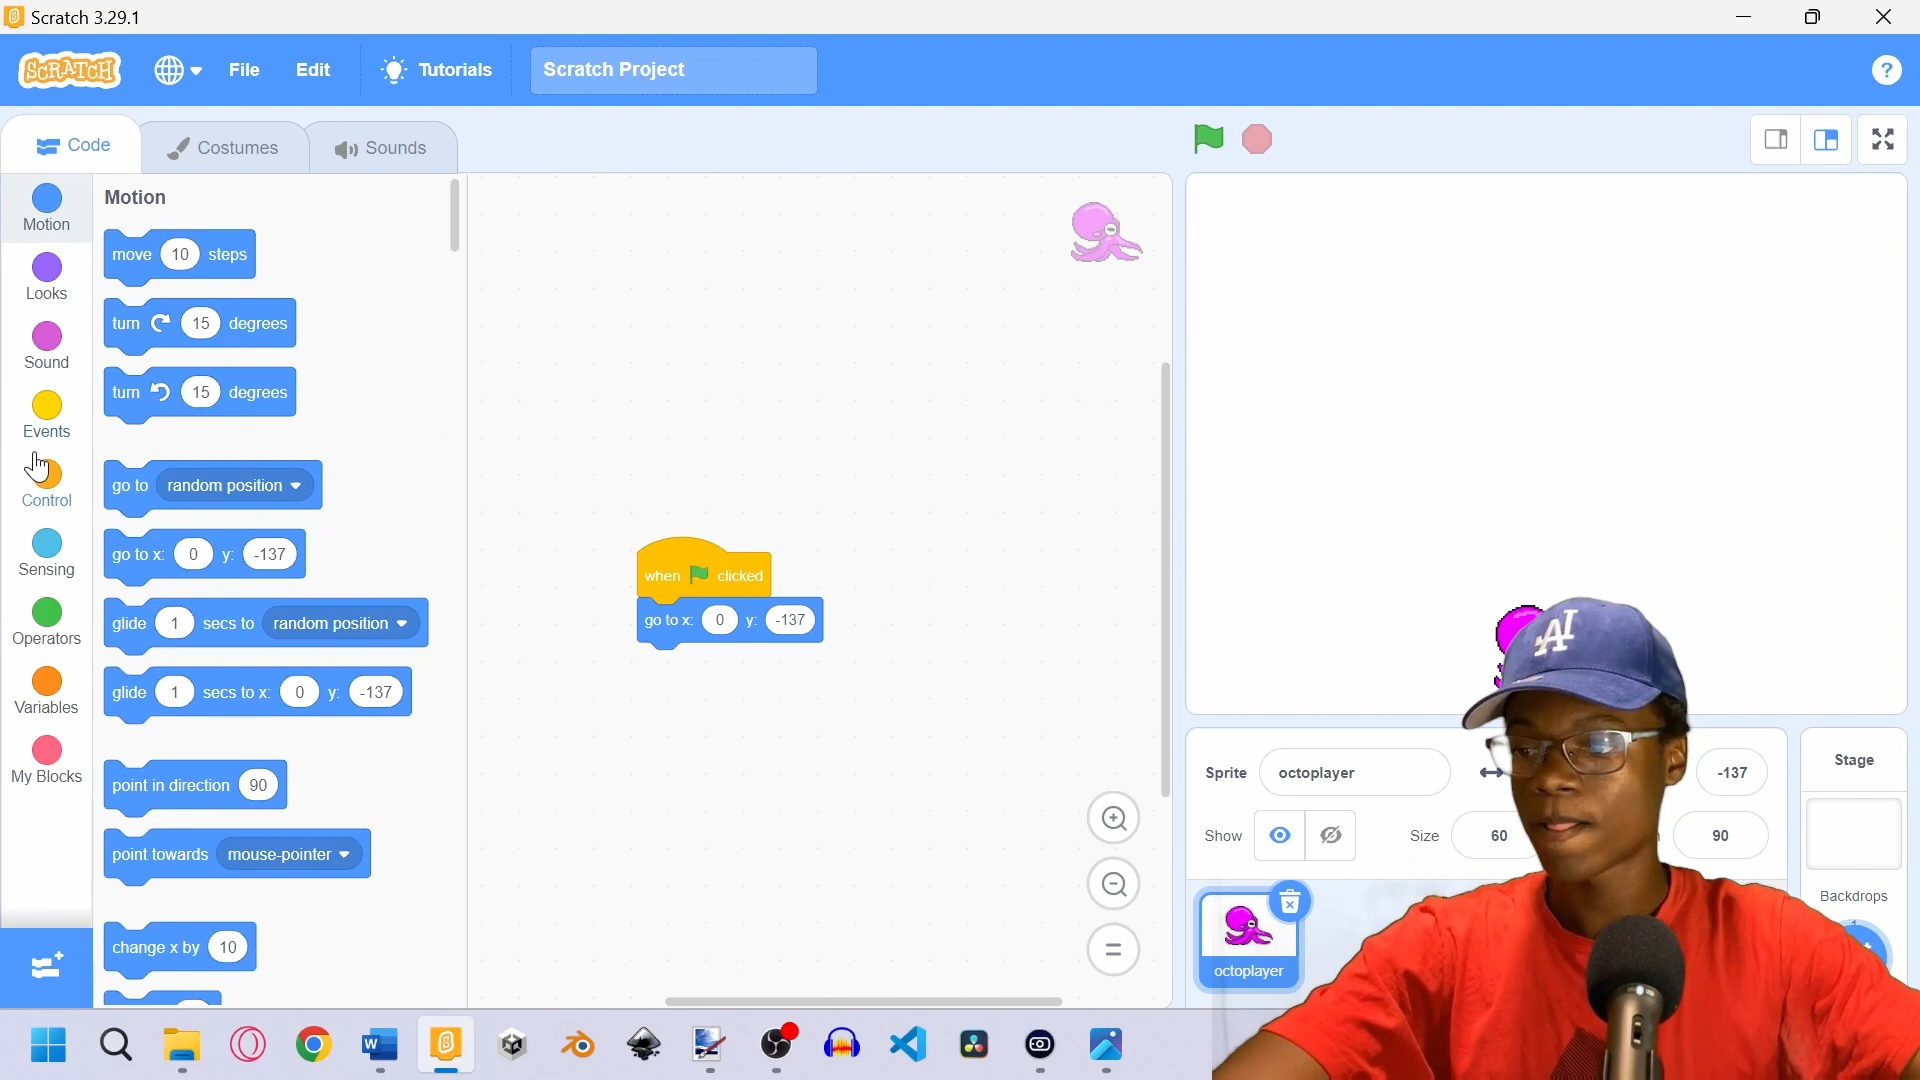 Scratch 3.29.1
SCRATCH
File
Edit
Tutorials
Scratch Project
?
Code
Costumes
Sounds
Motion
Looks
Sound
Events
Control
Sensing
Operators
Variables
My Blocks
Motion
move 10 steps
turn 15 degrees
turn 15 degrees
go to random position
go to x: 0 y: -137
glide 1 secs to random position
glide 1 secs to x: 0 y: -137
point in direction 90
point towards mouse-pointer
change x by 10
when clicked
go to x: 0 y: -137
Sprite octoplayer
-137
Show
Size 60
90
octoplayer
Stage
Backdrops
LA
W